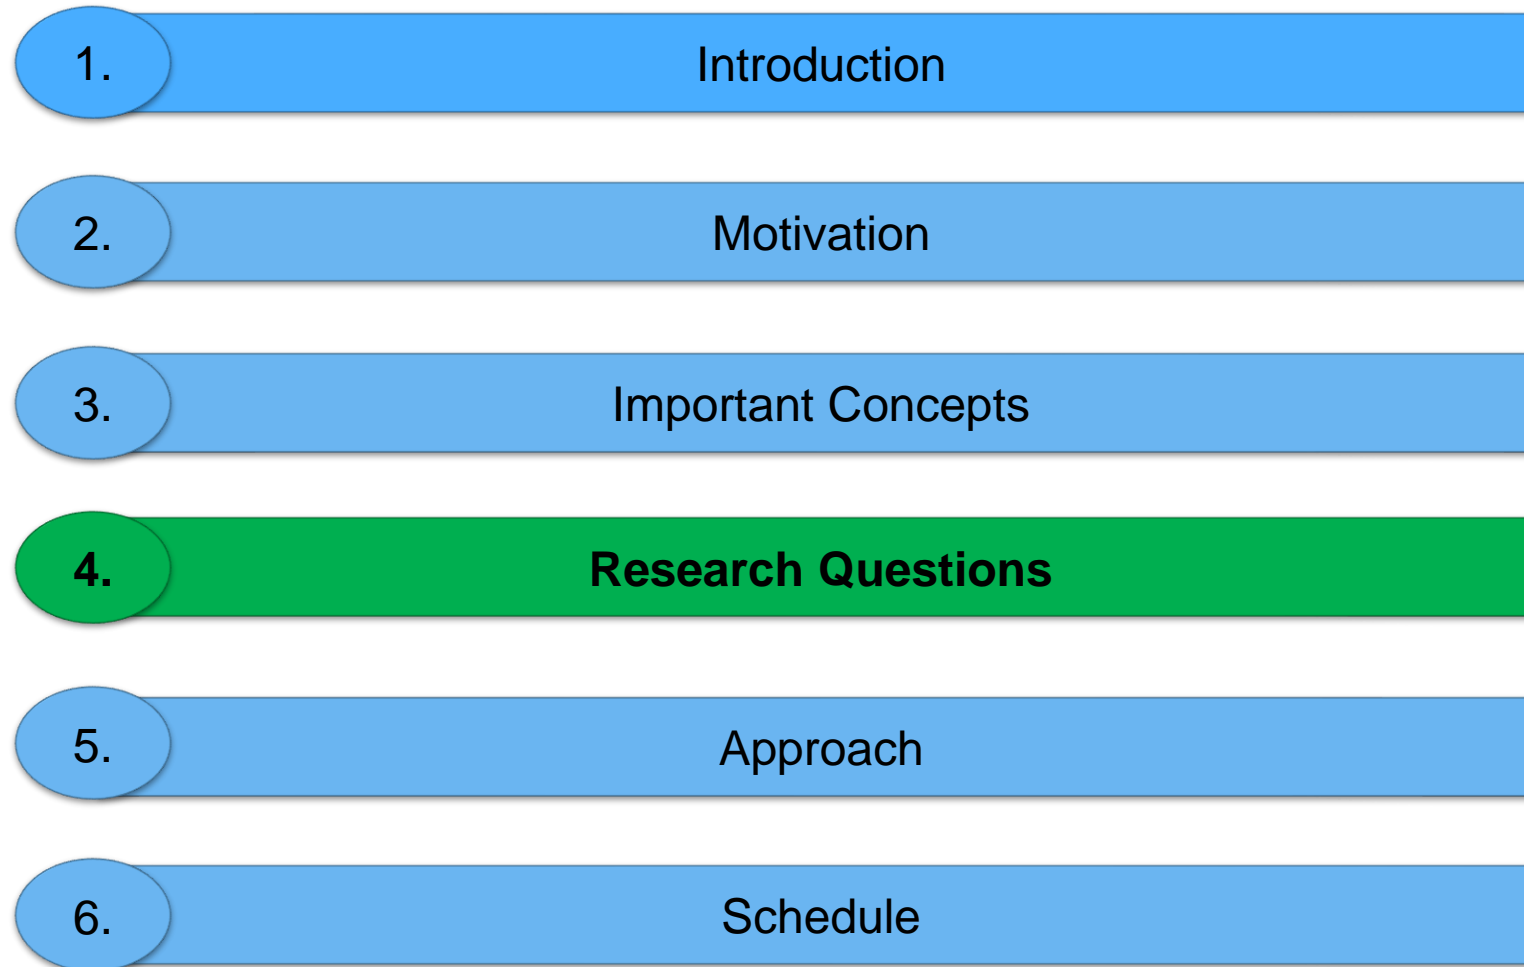 1. Introduction
2. Motivation
3. Important Concepts
4. Research Questions
5. Approach
6. Schedule